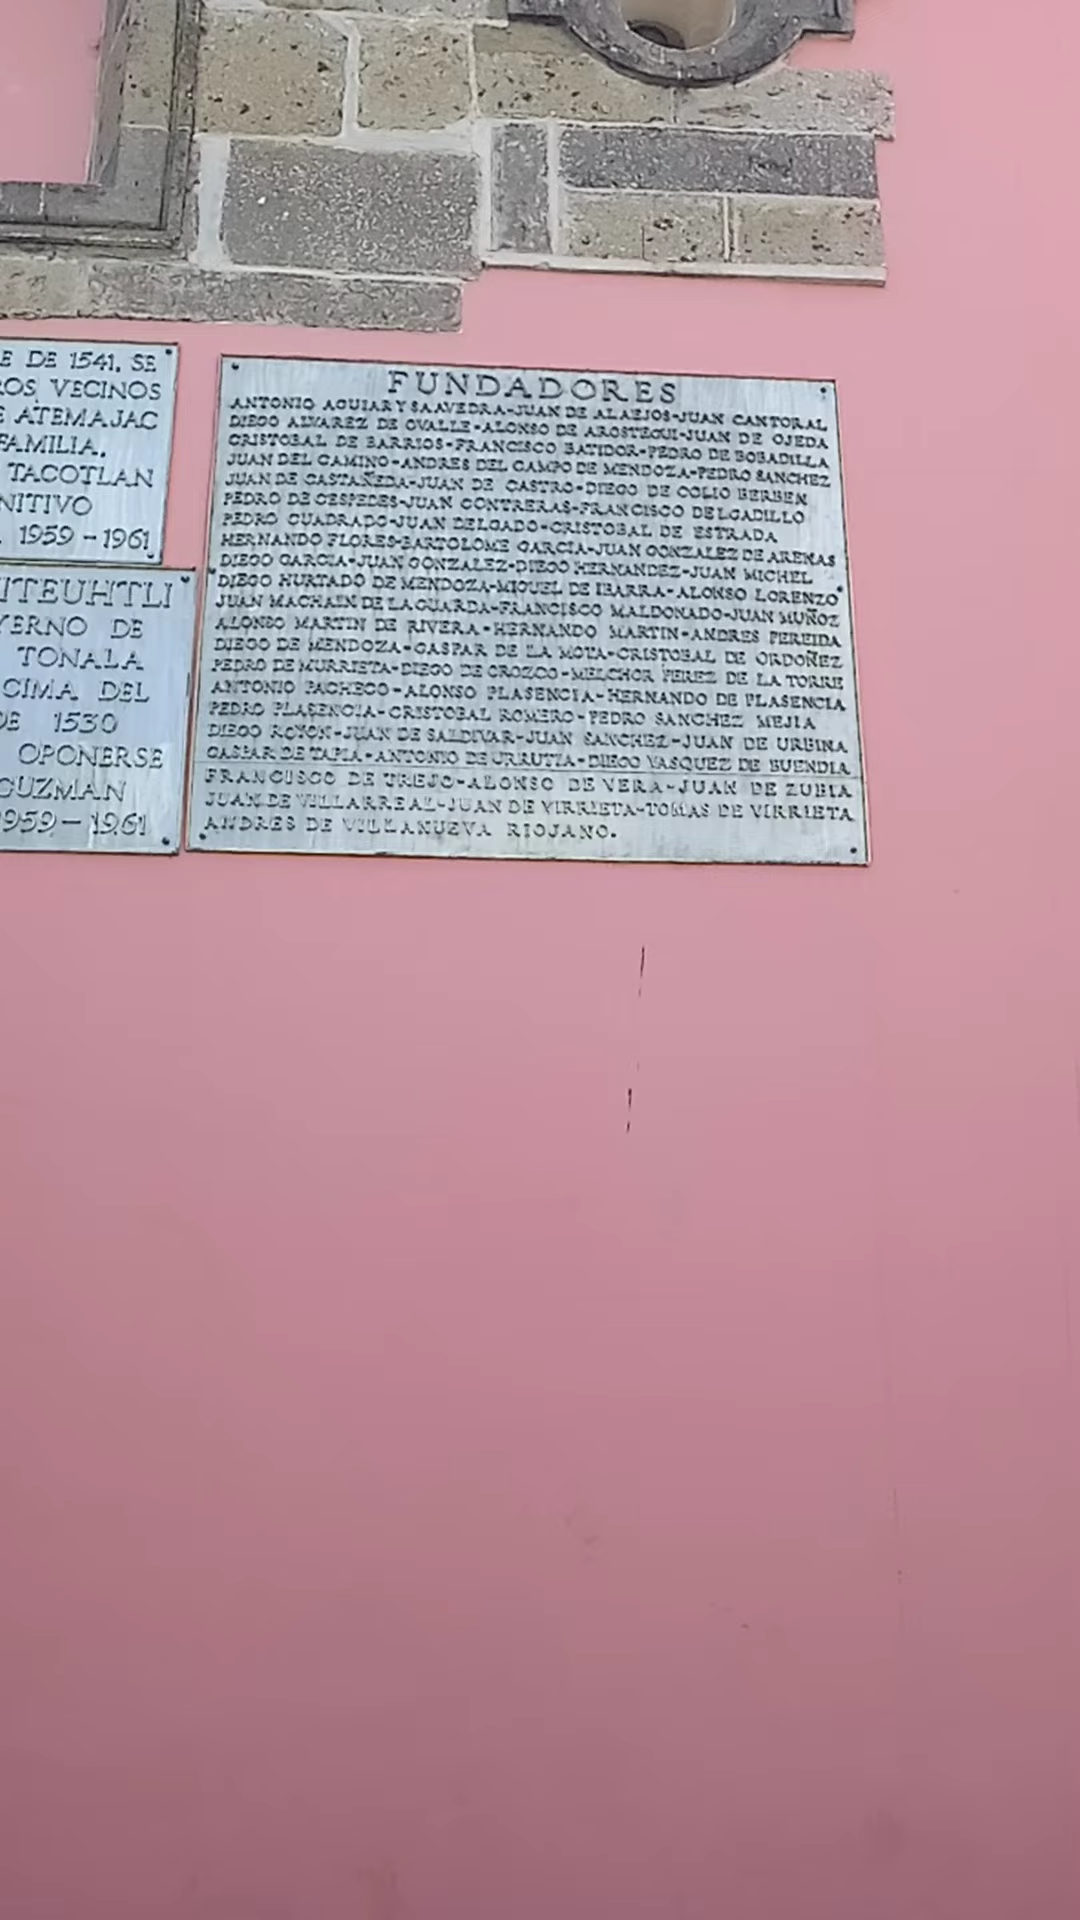 E DE 1541. SE
ROS VECINOS
E ATEMAJAC
FAMILIA.
TACOTLAN
NITIVO
1959-1961
ITEUHTLI
YERNO DE
TONALA
CIMA DEL
DE 1530
OPONERSE
GUZMAN
1959-1961
FUNDADORES
ANTONIO AGUIAR Y SAAVEDRA-JUAN DE ALAEJOS-JUAN CANTORAL
DIEGO ALVAREZ DE OVALLE-ALONSO DE AROSTEGUI-JUAN DE OJEDA
CRISTOBAL DE BARRIOS-FRANCISCO BATIDOR-PEDRO DE BOBADILLA
JUAN DEL CAMINO-ANDRES DEL CAMPO DE MENDOZA-PEDRO SANCHEZ
JUAN DE CASTAÑEDA-JUAN DE CASTRO-DIEGO DE COLIO BERBEN
PEDRO DE CESPEDES-JUAN CONTRERAS-FRANCISCO DELGADILLO
PEDRO CUADRADO-JUAN DELGADO-CRISTOBAL DE ESTRADA
HERNANDO FLORES-BARTOLOME GARCIA-JUAN GONZALEZ DE ARENAS
DIEGO GARCIA-JUAN GONZALEZ-DIEGO HERNANDEZ-JUAN MICHEL
DIEGO HURTADO DE MENDOZA-MIGUEL DE IBARRA-ALONSO LORENZO
JUAN MACHAIN DE LA GUARDA-FRANCISCO MALDONADO-JUAN MUÑOZ
ALONSO MARTIN DE RIVERA-HERNANDO MARTIN-ANDRES PEREIDA
DIEGO DE MENDOZA-GASPAR DE LA MOTA-CRISTOBAL DE ORDOÑEZ
PEDRO DE MURRIETA-DIEGO DE OROZCO-MELCHOR PEREZ DE LA TORRE
ANTONIO PACHECO-ALONSO PLASENCIA-HERNANDO DE PLASENCIA
PEDRO PLASENCIA-CRISTOBAL ROMERO-PEDRO SANCHEZ MEJIA
DIEGO ROYON-JUAN DE SALDIVAR-JUAN SANCHEZ-JUAN DE URBINA
GASPAR DE TAPIA-ANTONIO DE URRUTIA-DIEGO VASQUEZ DE BUENDIA
FRANCISCO DE TREJO-ALONSO DE VERA-JUAN DE ZUBIA
JUAN DE VILLARREAL-JUAN DE VIRRIETA-TOMAS DE VIRRIETA
ANDRES DE VILLANUEVA RIOJANO.